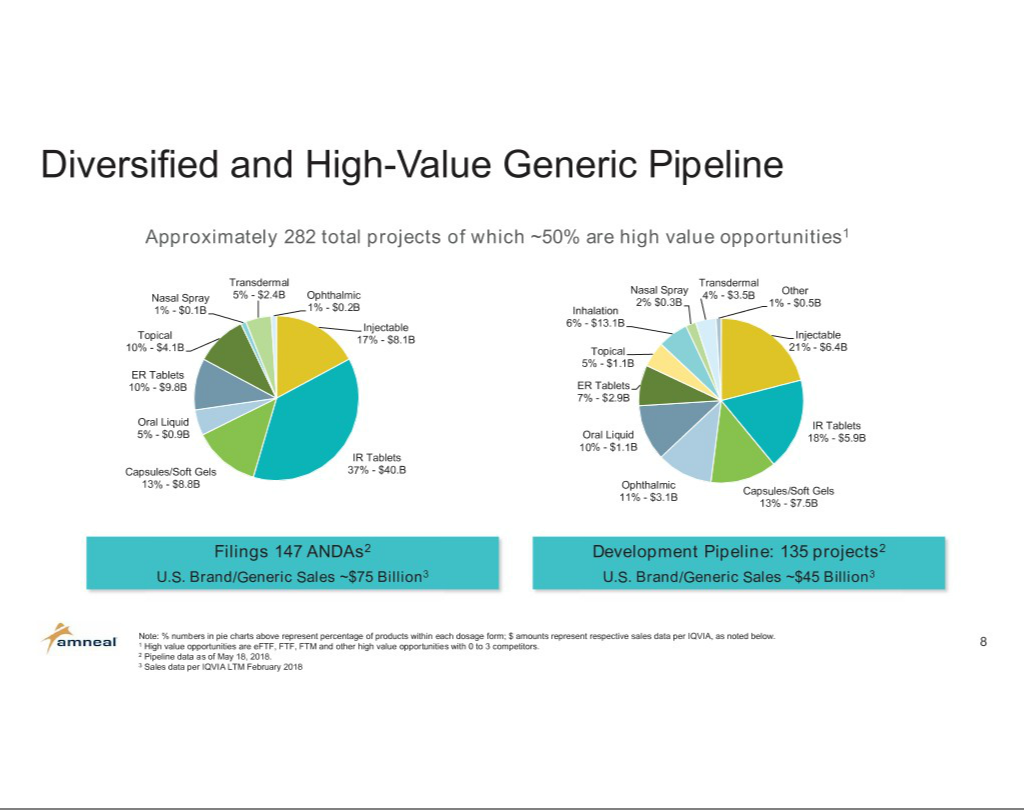 Diversified and High-Value Generic Pipeline
Approximately 282 total projects of which ~50% are high value opportunities¹
Transdermal
5% - $2.4B
Nasal Spray
1% - $0.1B
Ophthalmic
1% - $0.2B
Injectable
17% - $8.1B
Topical
10% - $4.1B
ER Tablets
10% - $9.8B
Oral Liquid
5% - $0.9B
Capsules/Soft Gels
13% - $8.8B
IR Tablets
37% - $40.B
Transdermal
4% - $3.5B
Nasal Spray
2% $0.3B
Other
1% - $0.5B
Inhalation
6% - $13.1B
Injectable
21% - $6.4B
Topical
5% - $1.1B
ER Tablets
7% - $2.9B
Oral Liquid
10% - $1.1B
IR Tablets
18% - $5.9B
Ophthalmic
11% - $3.1B
Capsules/Soft Gels
13% - $7.5B
Filings 147 ANDAs²
U.S. Brand/Generic Sales ~$75 Billion³
Development Pipeline: 135 projects²
U.S. Brand/Generic Sales ~$45 Billion³
amneal
Note: % numbers in pie charts above represent percentage of products within each dosage form; $ amounts represent respective sales data per IQVIA, as noted below.
¹ High value opportunities are eFTF, FTF, FTM and other high value opportunities with 0 to 3 competitors.
² Pipeline data as of May 18, 2018.
³ Sales data per IQVIA LTM February 2018
8